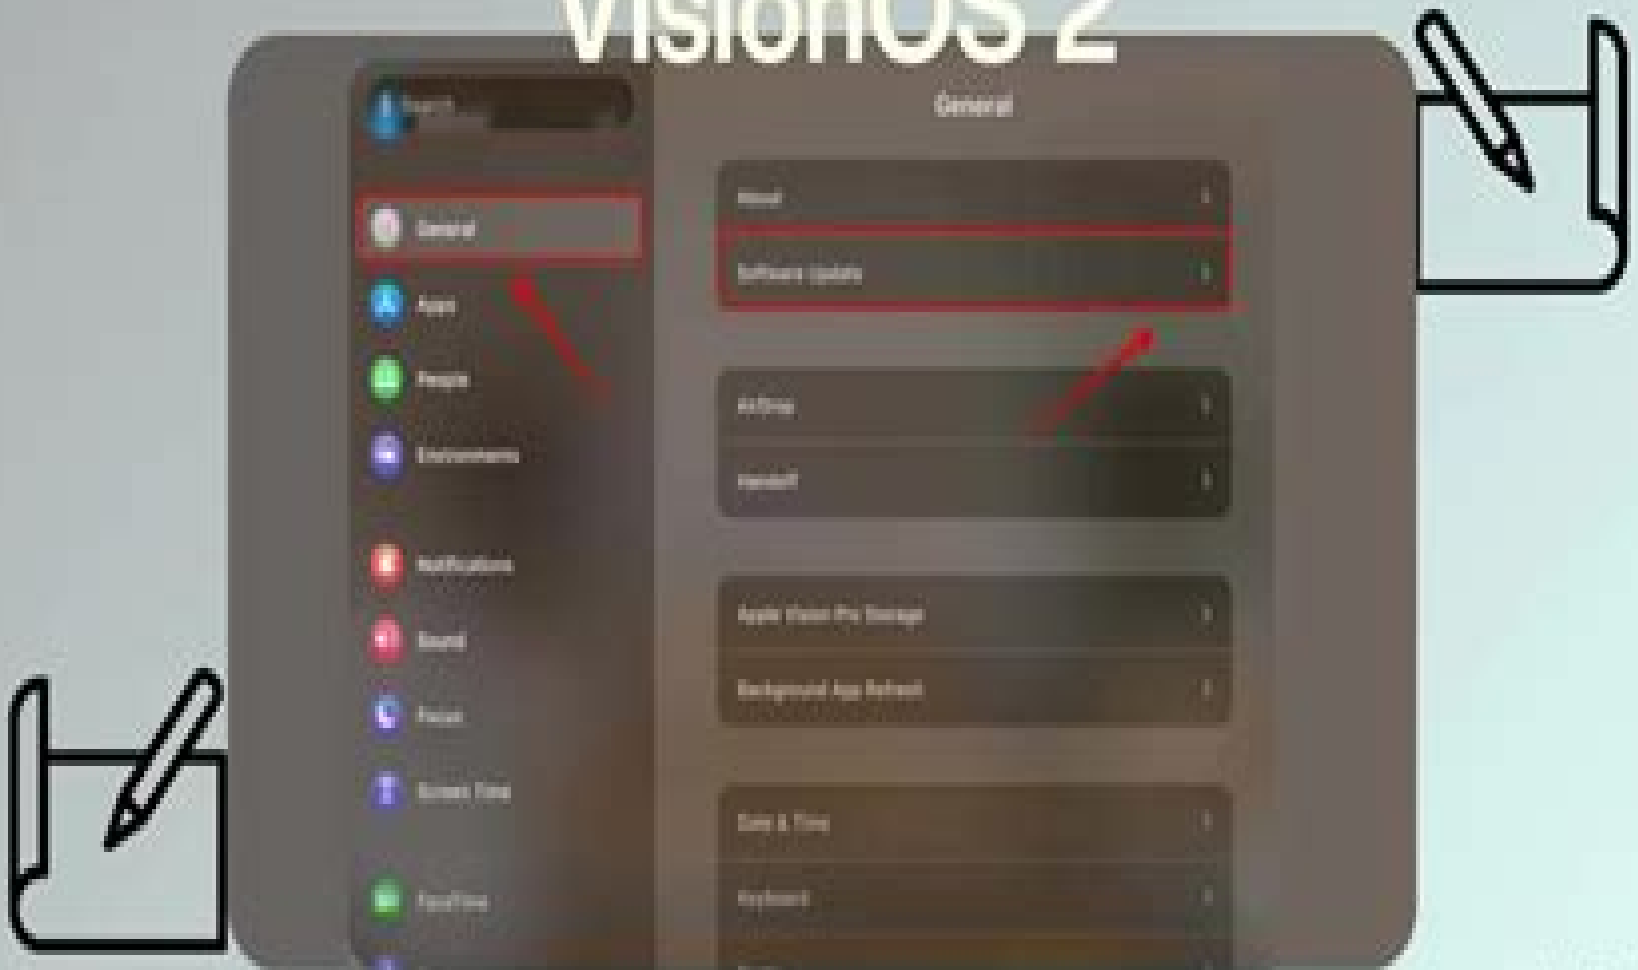 VisionOS 2
Search
General
Apps
People
Environments
Notifications
Sound
Focus
Screen Time
FaceTime
General
About
Software Update
AirDrop
Handoff
Apple Vision Pro Storage
Background App Refresh
Date & Time
Keyboard